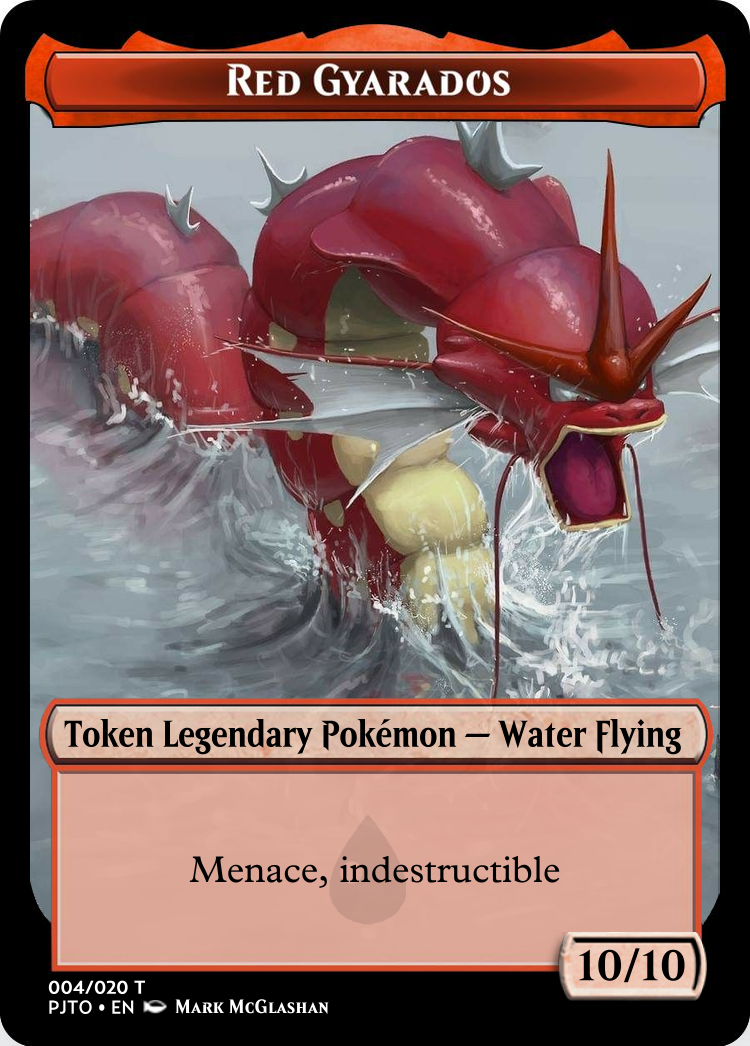 Red Gyarados
Token Legendary Pokémon — Water Flying
Menace, indestructible
10/10
004/020 T
PJTO • EN Mark McGlashan